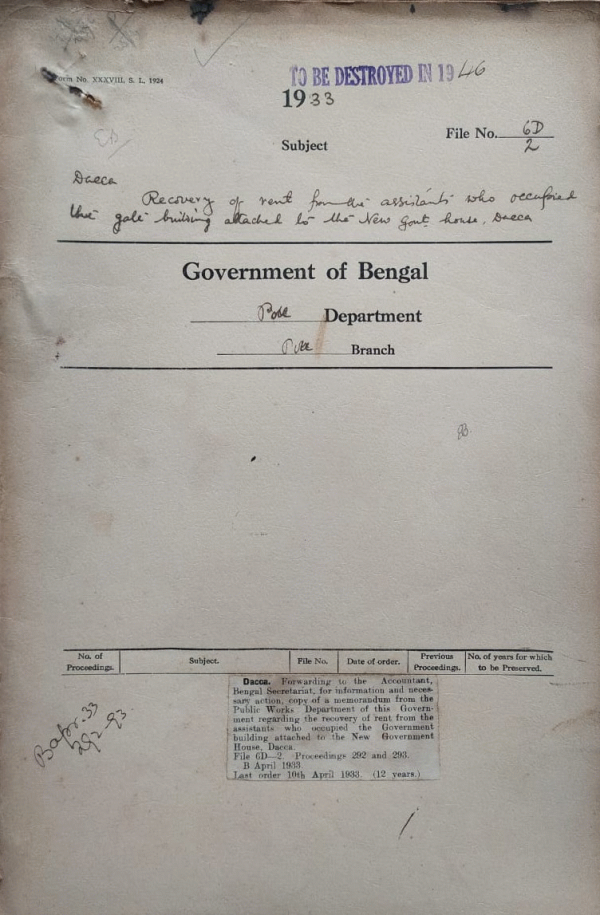 Form No. XXXVIII, S. L., 1924
TO BE DESTROYED IN 1946
1933
File No. 6D/2
Subject
Dacca
Recovery of rent from the assistants who occupied
the gate building attached to the New Govt house, Dacca
Government of Bengal
Department
Branch
No. of Proceedings.
Subject.
File No.
Date of order.
Previous Proceedings.
No. of years for which to be Preserved.
Dacca. Forwarding to the Accountant,
Bengal Secretariat, for information and neces-
sary action, copy of a memorandum from the
Public Works Department of this Govern-
ment regarding the recovery of rent from the
assistants who occupied the Government
building attached to the New Government
House, Dacca.
File 6D—2. Proceedings 292 and 293.
B April 1933.
Last order 10th April 1933. (12 years.)
B Apr. 33
292-93